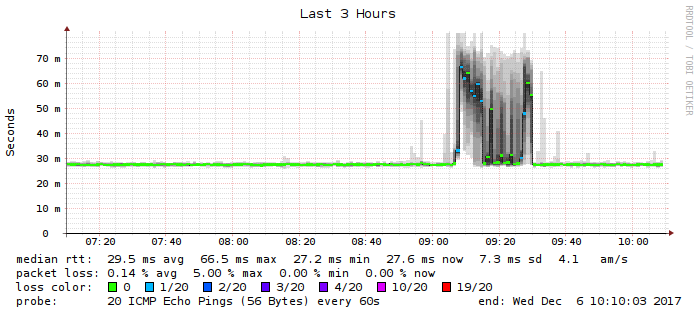 Last 3 Hours
RRDTOOL / TOBI OETIKER
Seconds
70 m
60 m
50 m
40 m
30 m
20 m
10 m
0
07:20 07:40 08:00 08:20 08:40 09:00 09:20 09:40 10:00
median rtt: 29.5 ms avg 66.5 ms max 27.2 ms min 27.6 ms now 7.3 ms sd 4.1 am/s
packet loss: 0.14 % avg 5.00 % max 0.00 % min 0.00 % now
loss color: 0 1/20 2/20 3/20 4/20 10/20 19/20
probe: 20 ICMP Echo Pings (56 Bytes) every 60s end: Wed Dec 6 10:10:03 2017